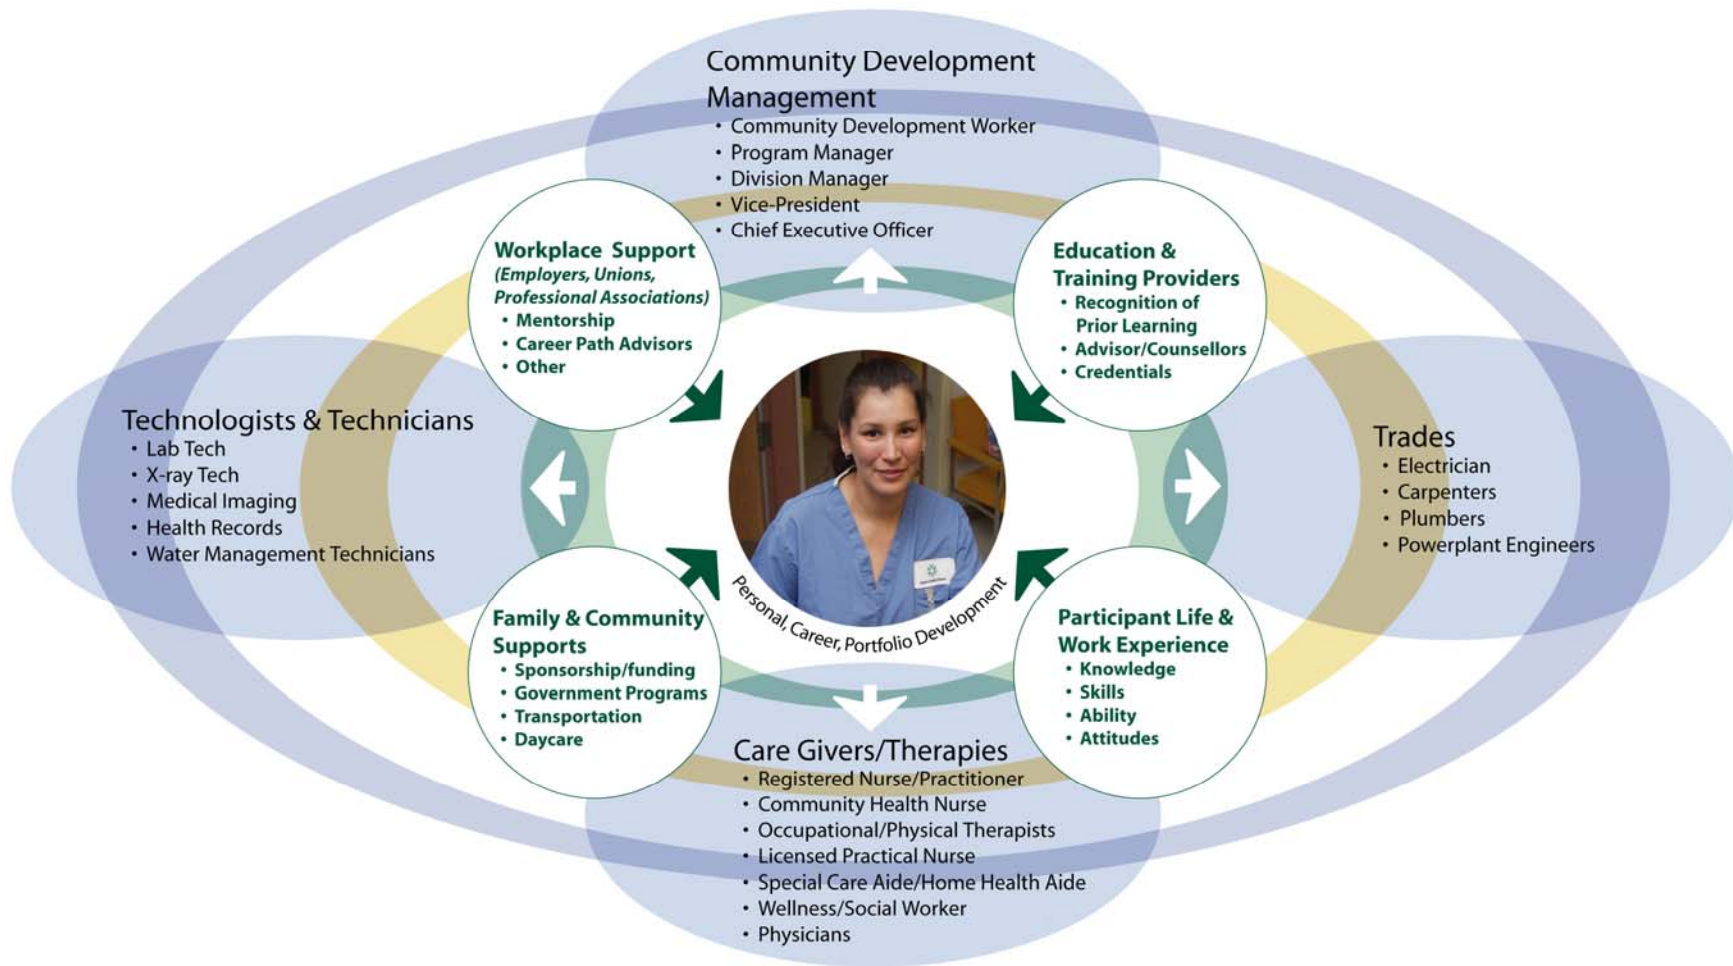 Community Development
Management
• Community Development Worker
• Program Manager
• Division Manager
• Vice-President
• Chief Executive Officer
Workplace Support
(Employers, Unions,
Professional Associations)
• Mentorship
• Career Path Advisors
• Other
Education &
Training Providers
• Recognition of
Prior Learning
• Advisor/Counsellors
• Credentials
Technologists & Technicians
• Lab Tech
• X-ray Tech
• Medical Imaging
• Health Records
• Water Management Technicians
Trades
• Electrician
• Carpenters
• Plumbers
• Powerplant Engineers
Personal, Career, Portfolio Development
Family & Community
Supports
• Sponsorship/funding
• Government Programs
• Transportation
• Daycare
Participant Life &
Work Experience
• Knowledge
• Skills
• Ability
• Attitudes
Care Givers/Therapies
• Registered Nurse/Practitioner
• Community Health Nurse
• Occupational/Physical Therapists
• Licensed Practical Nurse
• Special Care Aide/Home Health Aide
• Wellness/Social Worker
• Physicians